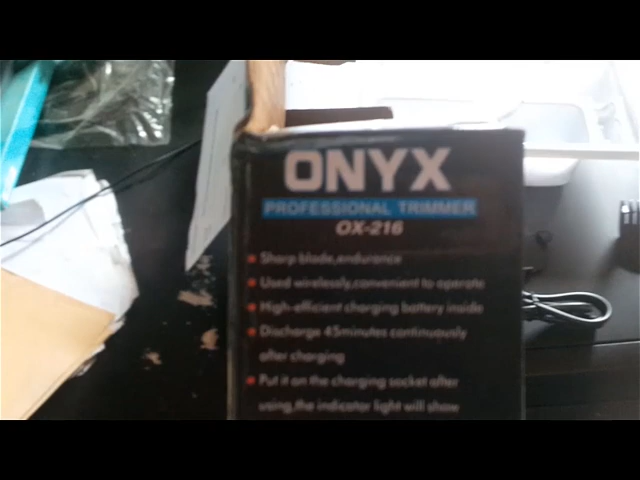 ONYX
PROFESSIONAL TRIMMER
OX-216
Sharp blade,endurance
Used wirelessly,convenient to operate
High-efficient charging battery inside
Discharge 45minutes continuously
after charging
Put it on the charging socket after
using,the indicator light will show